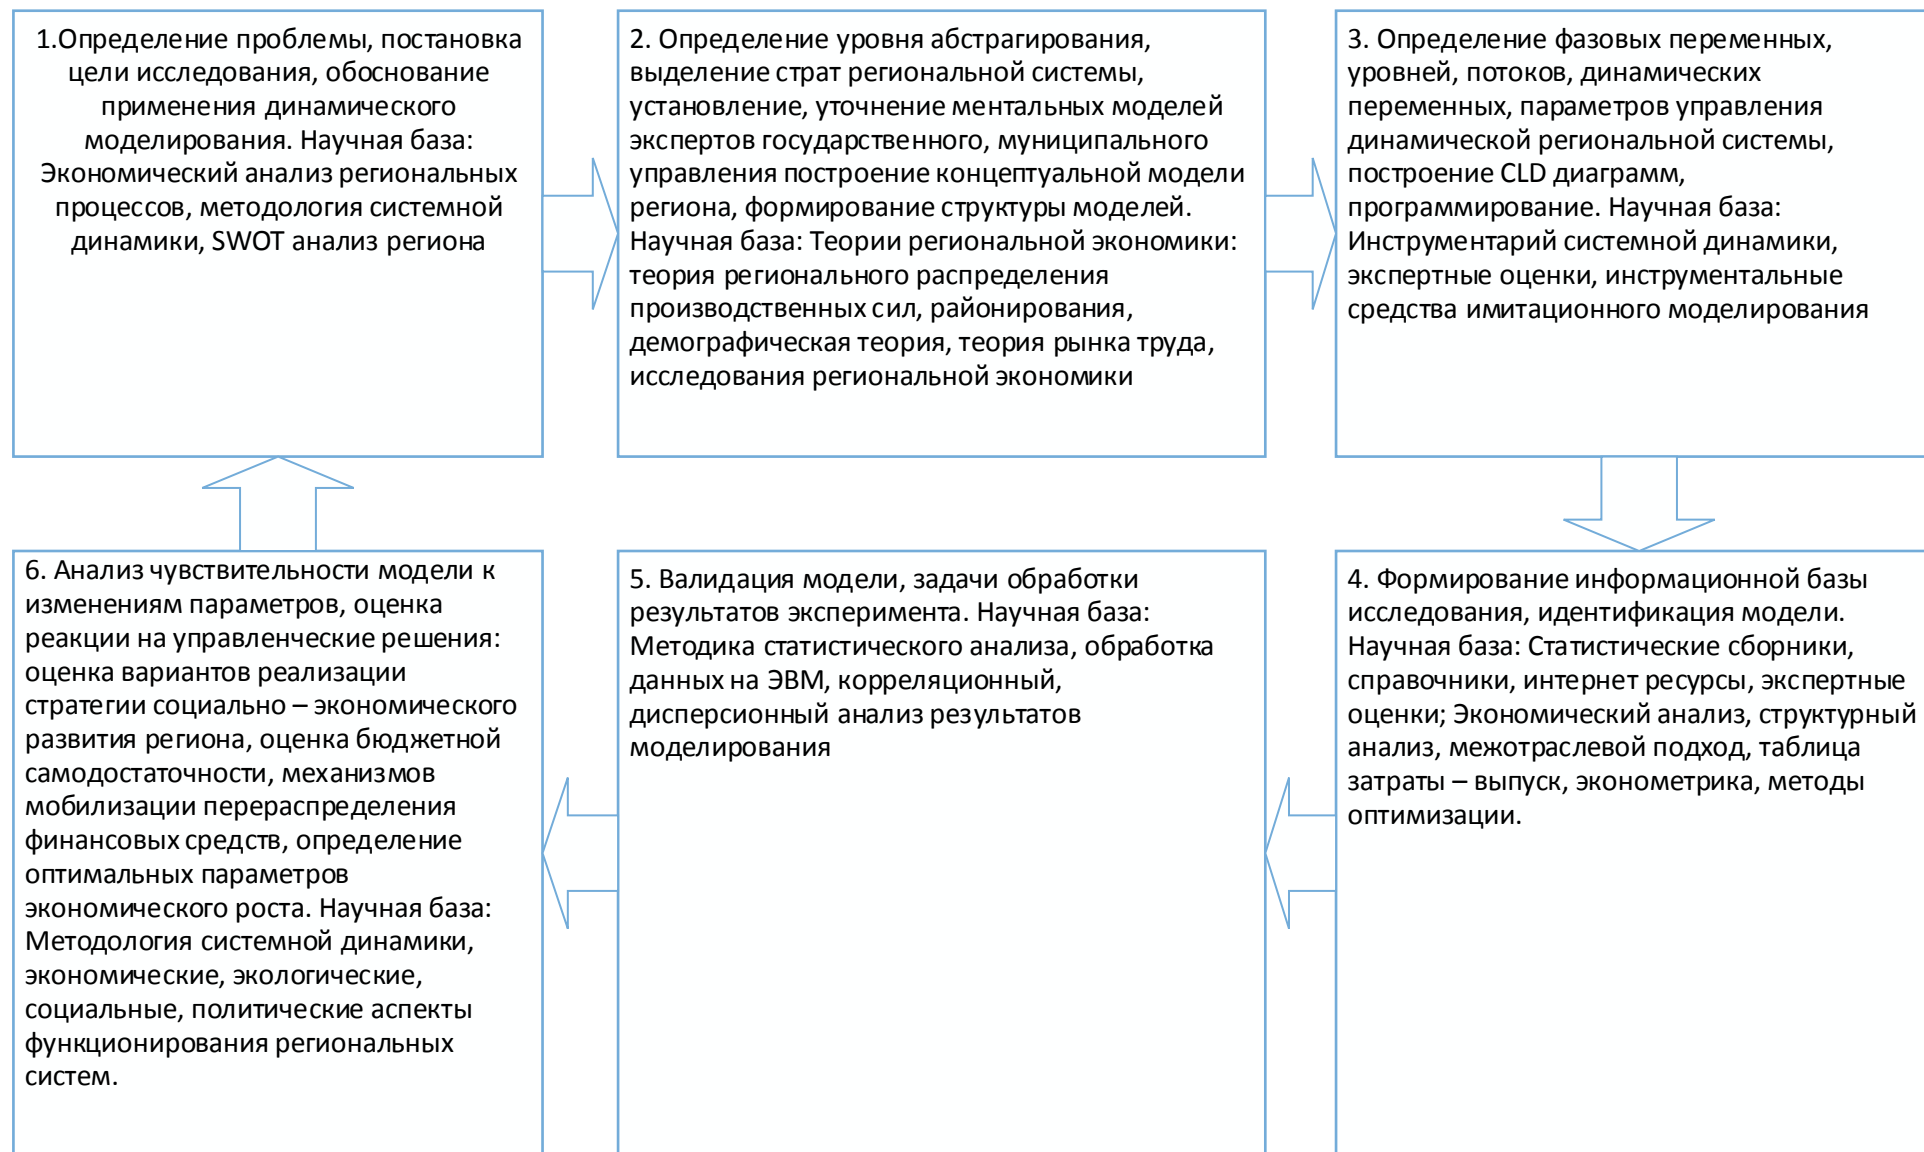 1.Определение проблемы, постановка
цели исследования, обоснование
применения динамического
моделирования. Научная база:
Экономический анализ региональных
процессов, методология системной
динамики, SWOT анализ региона
2. Определение уровня абстрагирования,
выделение страт региональной системы,
установление, уточнение ментальных моделей
экспертов государственного, муниципального
управления построение концептуальной модели
региона, формирование структуры моделей.
Научная база: Теории региональной экономики:
теория регионального распределения
производственных сил, районирования,
демографическая теория, теория рынка труда,
исследования региональной экономики
3. Определение фазовых переменных,
уровней, потоков, динамических
переменных, параметров управления
динамической региональной системы,
построение CLD диаграмм,
программирование. Научная база:
Инструментарий системной динамики,
экспертные оценки, инструментальные
средства имитационного моделирования
4. Формирование информационной базы
исследования, идентификация модели.
Научная база: Статистические сборники,
справочники, интернет ресурсы, экспертные
оценки; Экономический анализ, структурный
анализ, межотраслевой подход, таблица
затраты – выпуск, эконометрика, методы
оптимизации.
5. Валидация модели, задачи обработки
результатов эксперимента. Научная база:
Методика статистического анализа, обработка
данных на ЭВМ, корреляционный,
дисперсионный анализ результатов
моделирования
6. Анализ чувствительности модели к
изменениям параметров, оценка
реакции на управленческие решения:
оценка вариантов реализации
стратегии социально – экономического
развития региона, оценка бюджетной
самодостаточности, механизмов
мобилизации перераспределения
финансовых средств, определение
оптимальных параметров
экономического роста. Научная база:
Методология системной динамики,
экономические, экологические,
социальные, политические аспекты
функционирования региональных
систем.